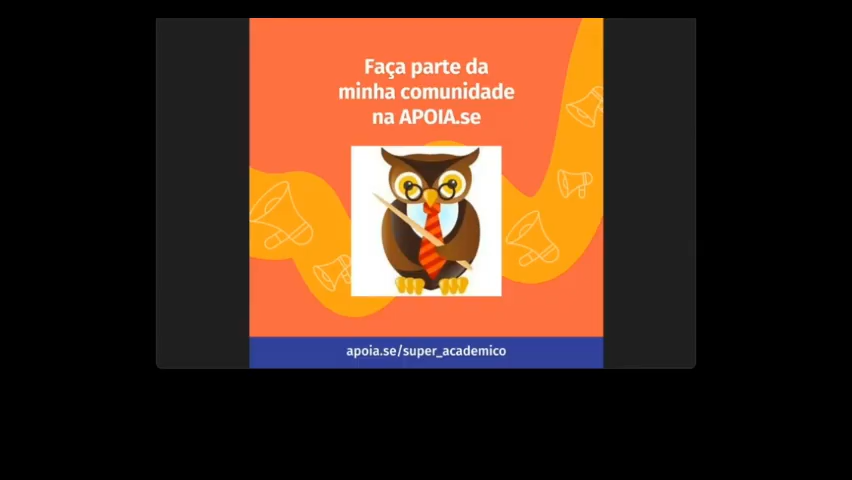 Faça parte da
minha comunidade
na APOIA.se
apoia.se/super_academico